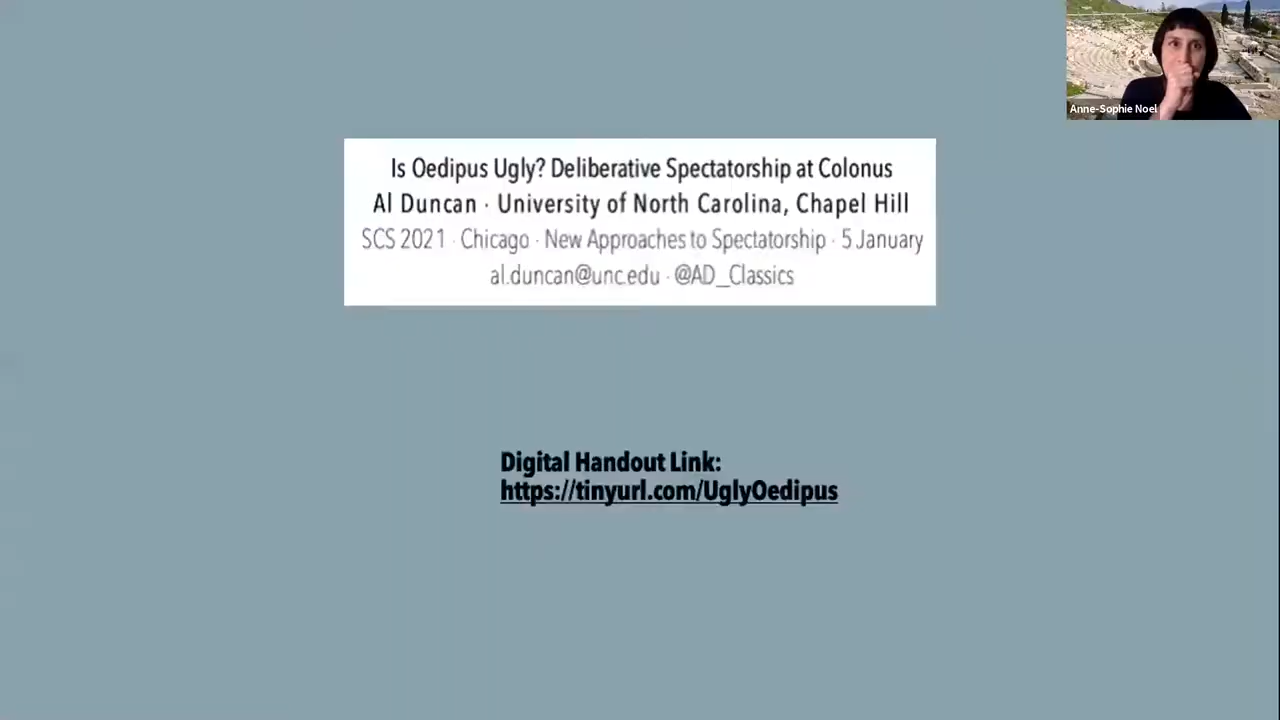 Anne-Sophie Noel
Is Oedipus Ugly? Deliberative Spectatorship at Colonus
Al Duncan · University of North Carolina, Chapel Hill
SCS 2021 · Chicago · New Approaches to Spectatorship · 5 January
al.duncan@unc.edu · @AD_Classics
Digital Handout Link:
https://tinyurl.com/UglyOedipus